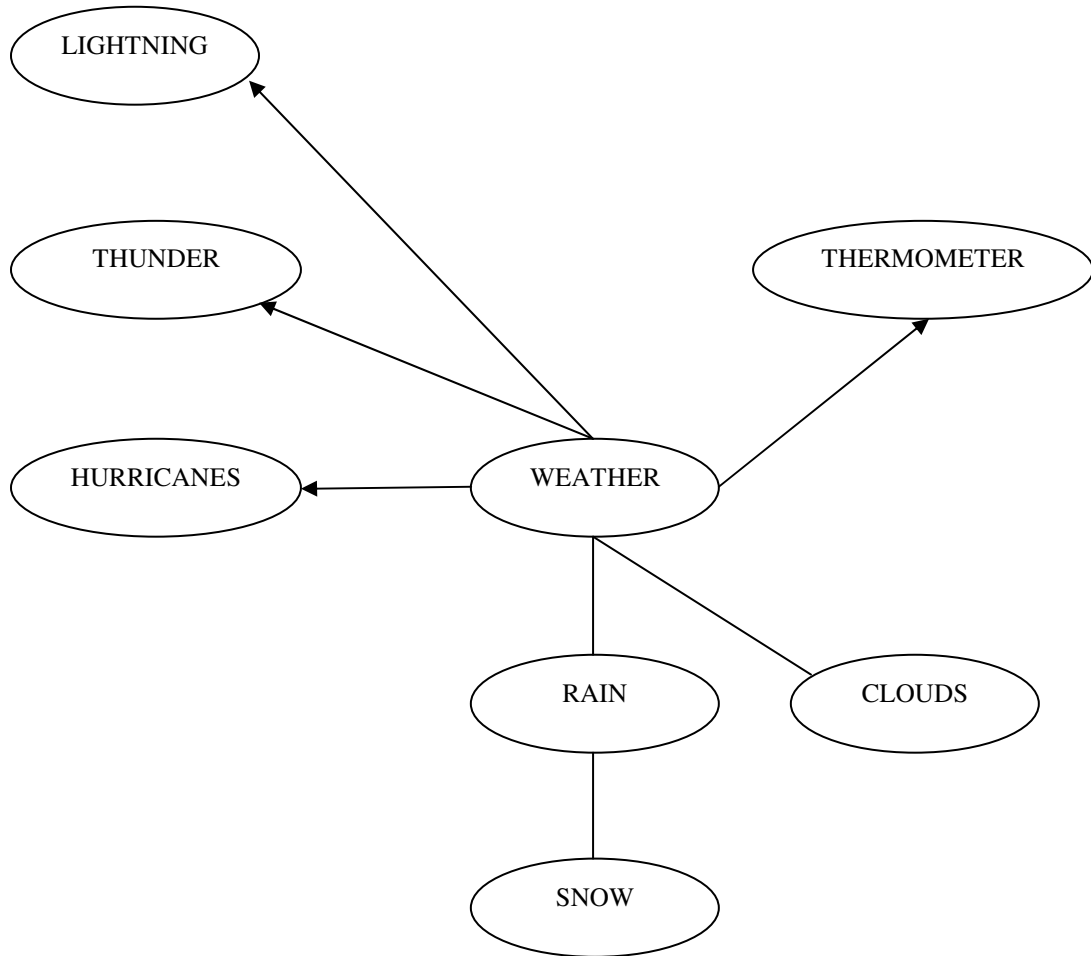 LIGHTNING
THUNDER
THERMOMETER
HURRICANES
WEATHER
RAIN
CLOUDS
SNOW